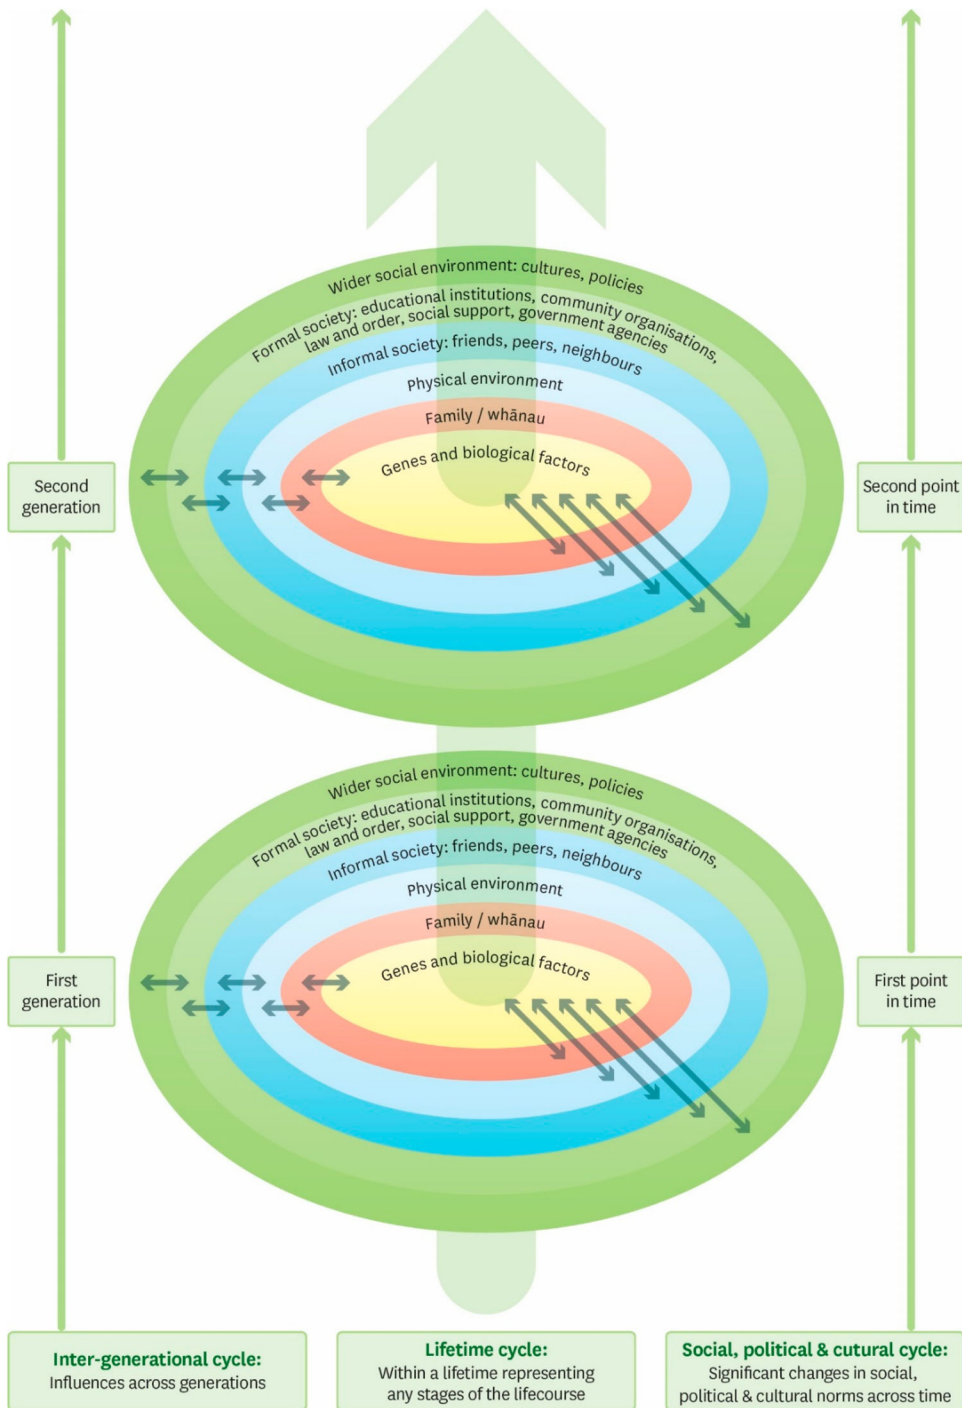 Wider social environment: cultures, policies
Formal society: educational institutions, community organisations,
law and order, social support, government agencies
Informal society: friends, peers, neighbours
Physical environment
Family / whānau
Genes and biological factors
Second
generation
Second point
in time
Wider social environment: cultures, policies
Formal society: educational institutions, community organisations,
law and order, social support, government agencies
Informal society: friends, peers, neighbours
Physical environment
Family / whānau
Genes and biological factors
First
generation
First point
in time
Inter-generational cycle:
Influences across generations
Lifetime cycle:
Within a lifetime representing
any stages of the lifecourse
Social, political & cutural cycle:
Significant changes in social,
political & cultural norms across time